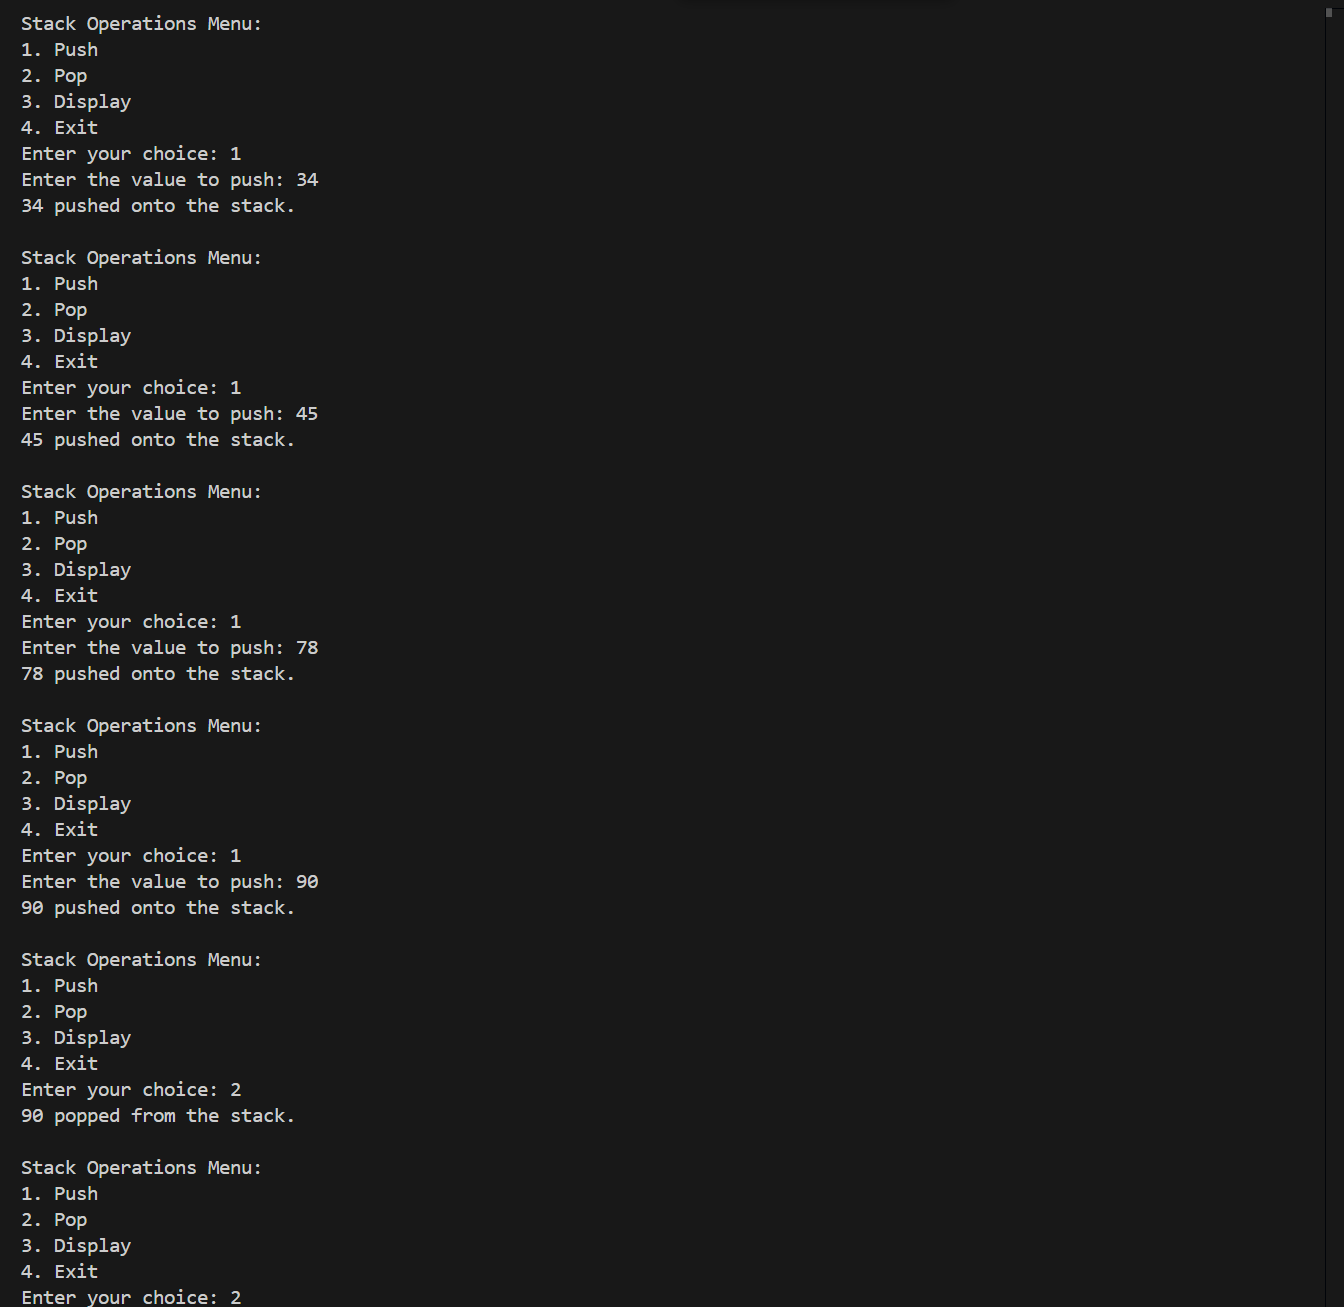 Stack Operations Menu:
1. Push
2. Pop
3. Display
4. Exit
Enter your choice: 1
Enter the value to push: 34
34 pushed onto the stack.

Stack Operations Menu:
1. Push
2. Pop
3. Display
4. Exit
Enter your choice: 1
Enter the value to push: 45
45 pushed onto the stack.

Stack Operations Menu:
1. Push
2. Pop
3. Display
4. Exit
Enter your choice: 1
Enter the value to push: 78
78 pushed onto the stack.

Stack Operations Menu:
1. Push
2. Pop
3. Display
4. Exit
Enter your choice: 1
Enter the value to push: 90
90 pushed onto the stack.

Stack Operations Menu:
1. Push
2. Pop
3. Display
4. Exit
Enter your choice: 2
90 popped from the stack.

Stack Operations Menu:
1. Push
2. Pop
3. Display
4. Exit
Enter your choice: 2